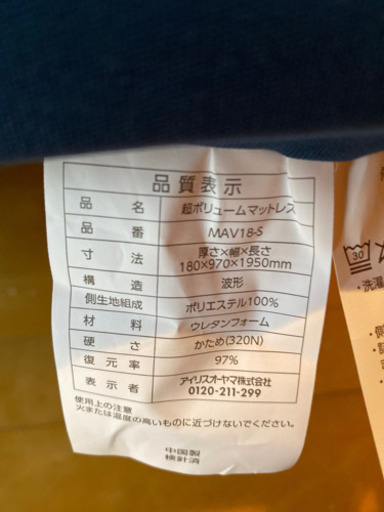 品質表示
品名 超ボリュームマットレス
品番 MAV18-S
寸法 厚さ×幅×長さ
180×970×1950mm
構造 波形
側生地組成 ポリエステル100%
材料 ウレタンフォーム
硬さ かため(320N)
復元率 97%
表示者 アイリスオーヤマ株式会社
0120-211-299
使用上の注意
火または温度の高いものに近づけないでください
中国製
検針済
30
・洗濯